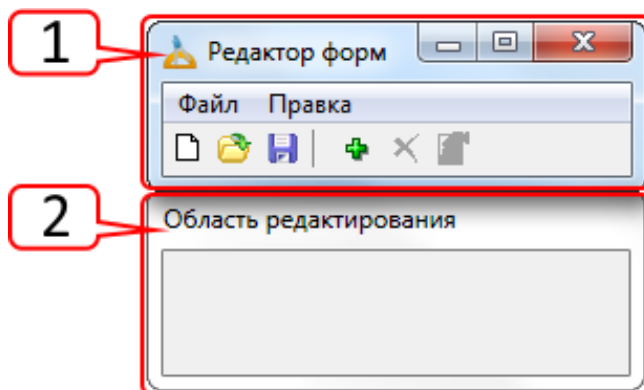 1
Редактор форм
Файл Правка
2
Область редактирования